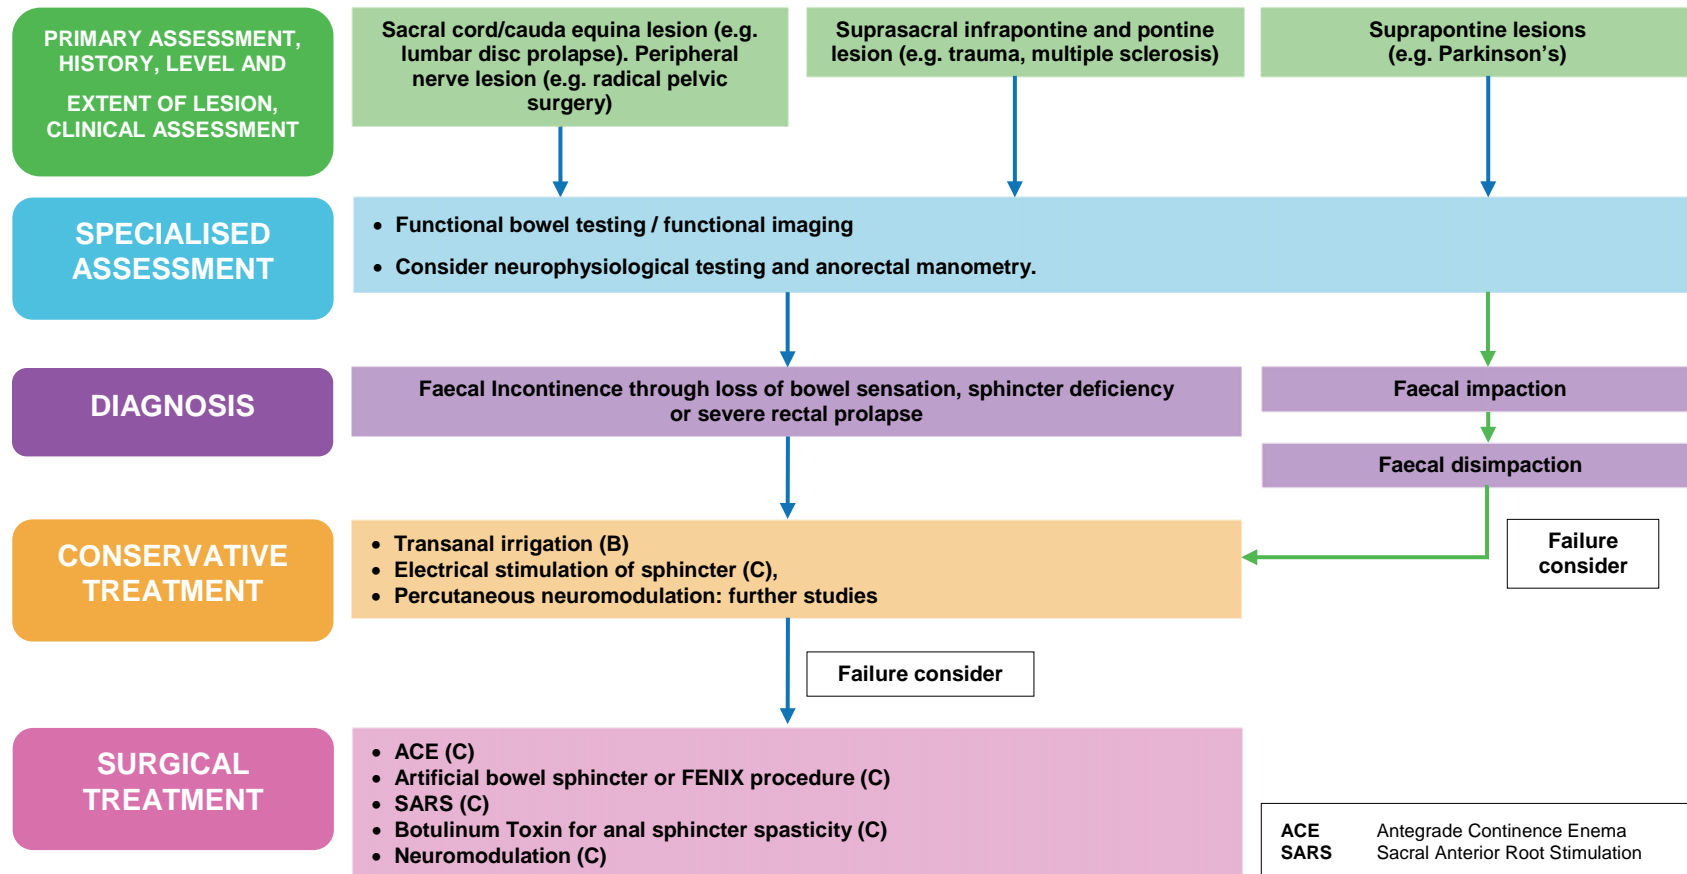 PRIMARY ASSESSMENT,
HISTORY, LEVEL AND
EXTENT OF LESION,
CLINICAL ASSESSMENT
Sacral cord/cauda equina lesion (e.g.
lumbar disc prolapse). Peripheral
nerve lesion (e.g. radical pelvic
surgery)
Suprasacral infrapontine and pontine
lesion (e.g. trauma, multiple sclerosis)
Suprapontine lesions
(e.g. Parkinson's)
SPECIALISED
ASSESSMENT
• Functional bowel testing / functional imaging
• Consider neurophysiological testing and anorectal manometry.
DIAGNOSIS
Faecal Incontinence through loss of bowel sensation, sphincter deficiency
or severe rectal prolapse
Faecal impaction
Faecal disimpaction
CONSERVATIVE
TREATMENT
• Transanal irrigation (B)
• Electrical stimulation of sphincter (C),
• Percutaneous neuromodulation: further studies
Failure
consider
Failure consider
SURGICAL
TREATMENT
• ACE (C)
• Artificial bowel sphincter or FENIX procedure (C)
• SARS (C)
• Botulinum Toxin for anal sphincter spasticity (C)
• Neuromodulation (C)
ACE Antegrade Continence Enema
SARS Sacral Anterior Root Stimulation